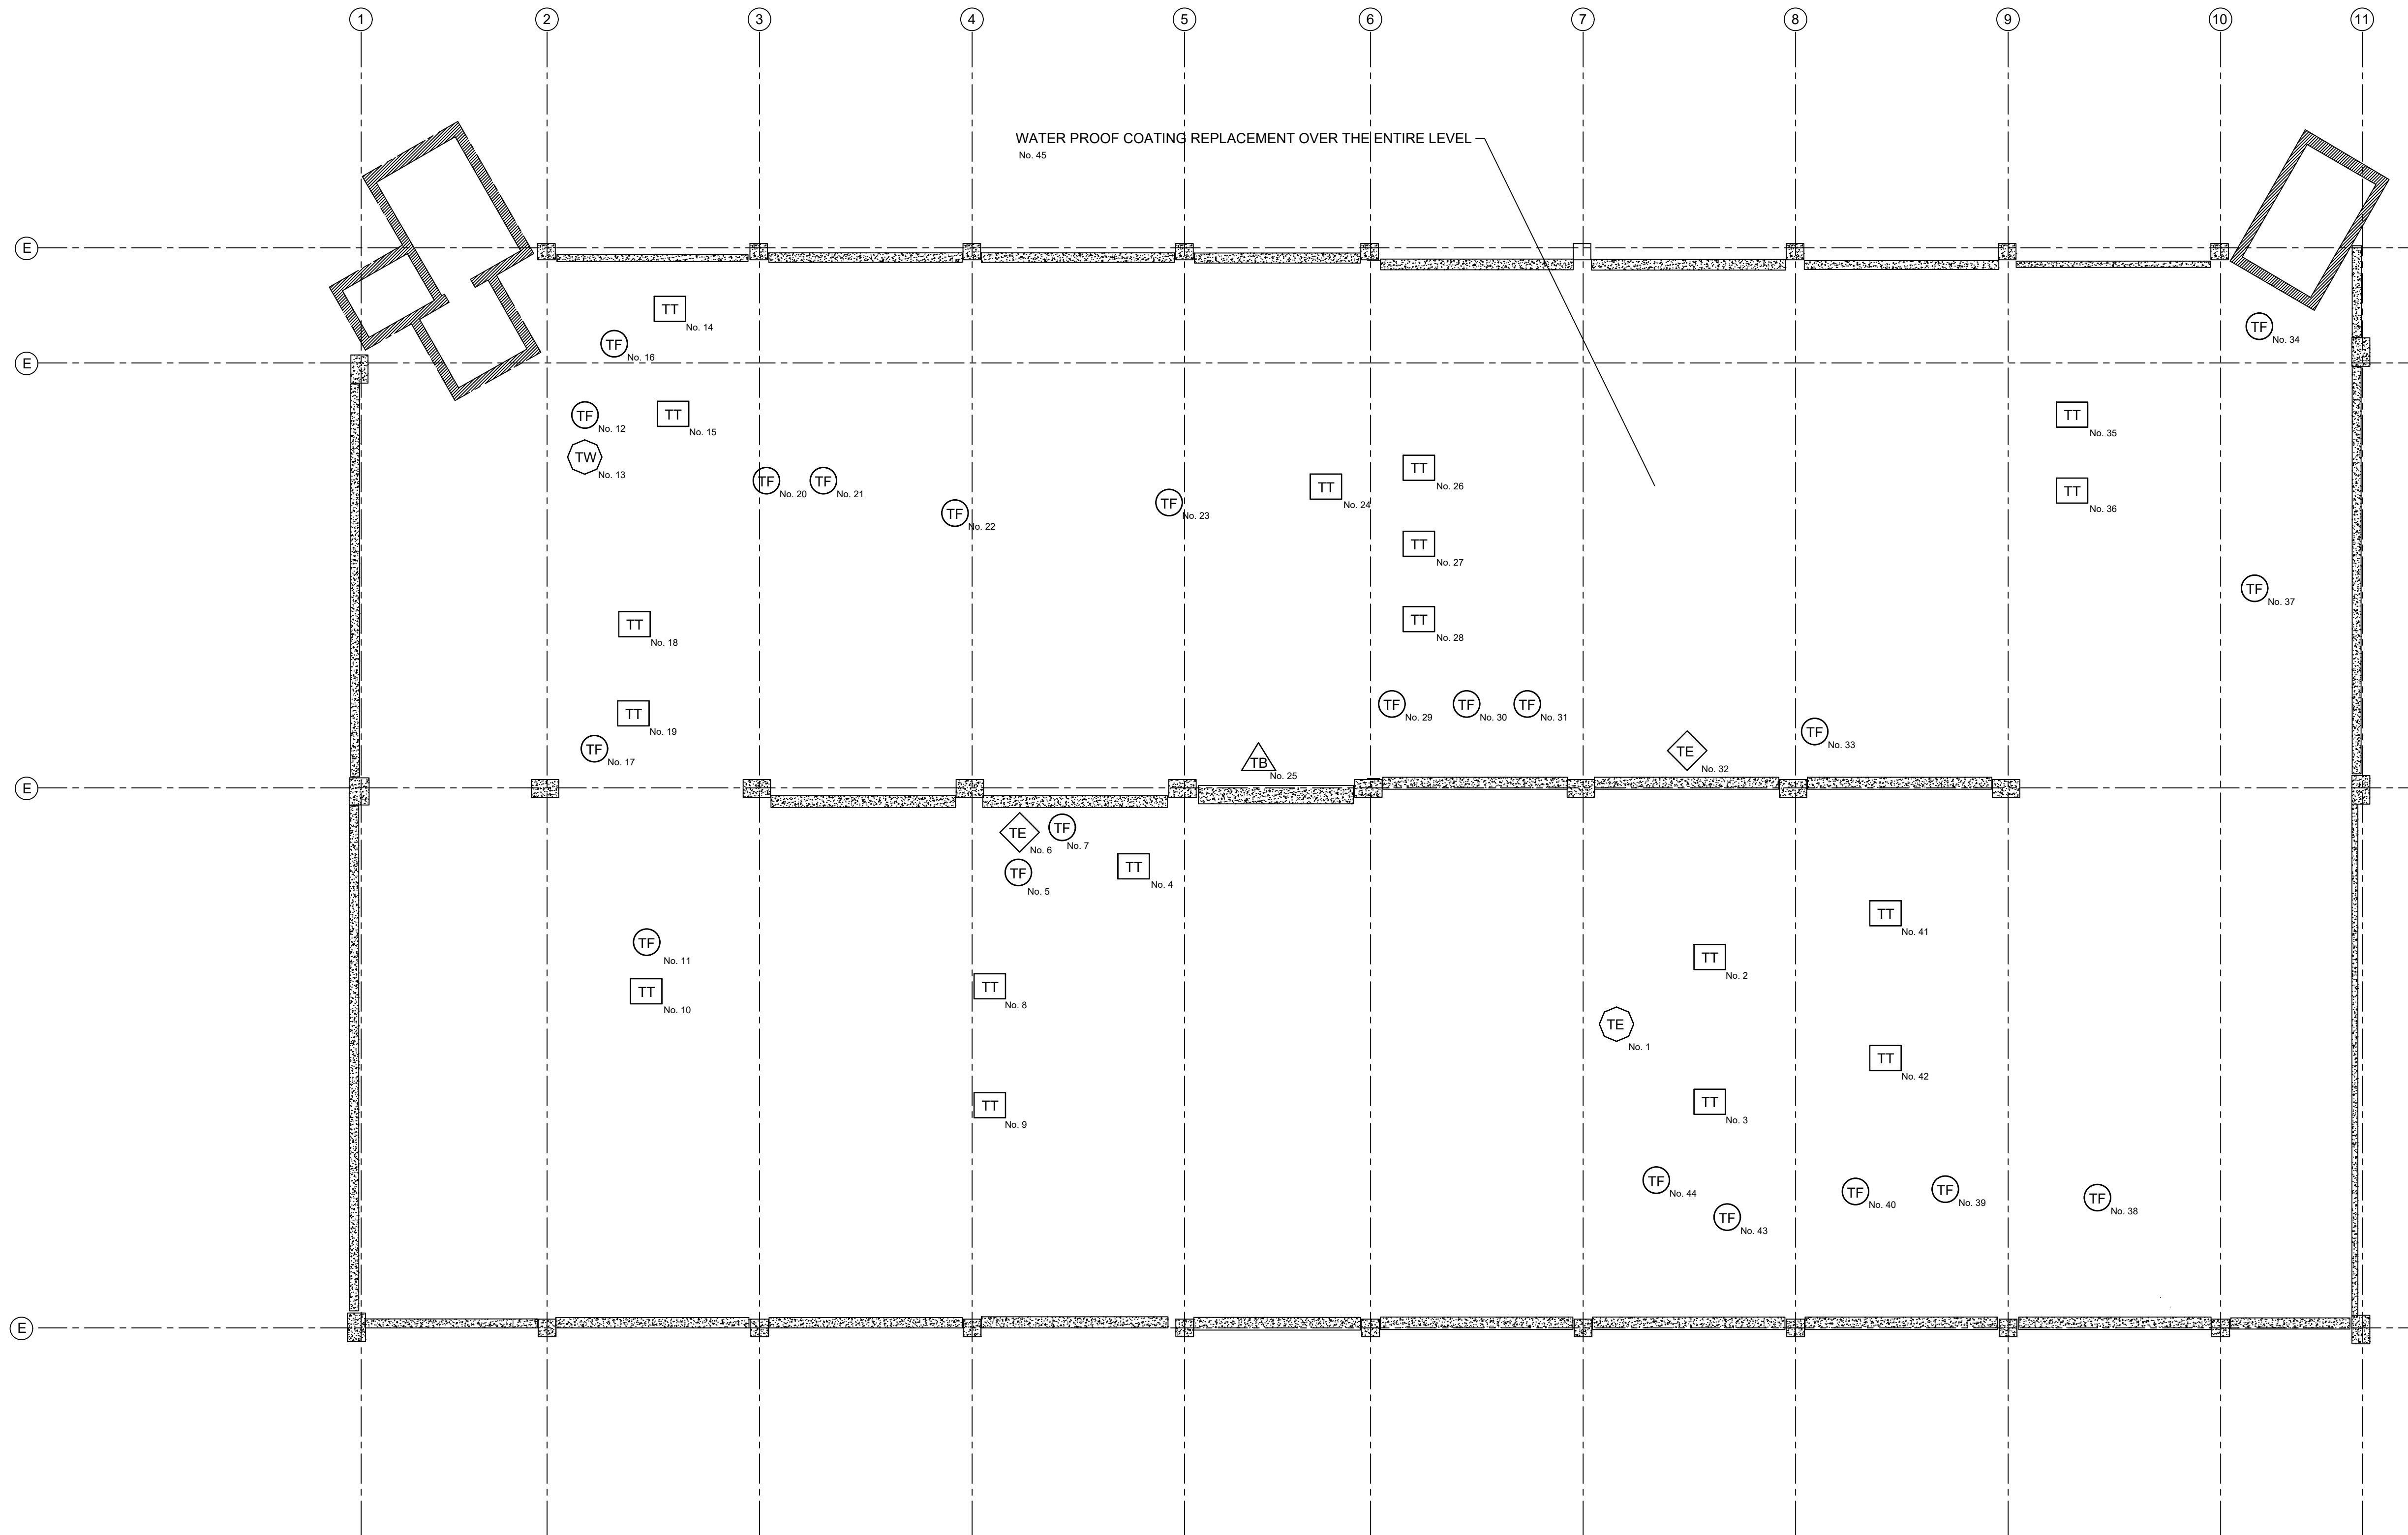 1 2 3 4 5 6 7 8 9 10 11
WATER PROOF COATING REPLACEMENT OVER THE ENTIRE LEVEL
No. 45
E
TT
No. 14
TF
No. 16
TF
No. 34
E
TF
No. 12
TT
No. 15
TT
No. 35
TW
No. 13
TF
No. 20
TF
No. 21
TF
No. 22
TF
No. 23
TT
No. 24
TT
No. 26
TT
No. 36
TT
No. 27
TF
No. 37
TT
No. 18
TT
No. 28
TT
No. 19
TF
No. 17
TF
No. 29
TF
No. 30
TF
No. 31
TF
No. 33
TE
No. 32
TB
No. 25
E
TE
No. 6
TF
No. 7
TF
No. 5
TT
No. 4
TT
No. 41
TF
No. 11
TT
No. 2
TT
No. 10
TT
No. 8
TE
No. 1
TT
No. 42
TT
No. 9
TT
No. 3
TF
No. 44
TF
No. 43
TF
No. 40
TF
No. 39
TF
No. 38
E